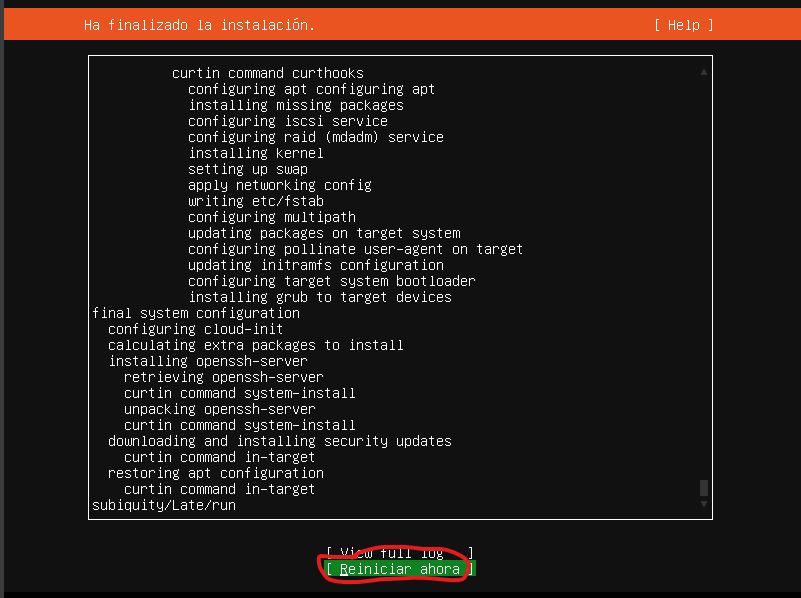 Ha finalizado la instalación. [ Help ]
curtin command curthooks
configuring apt configuring apt
installing missing packages
configuring iscsi service
configuring raid (mdadm) service
installing kernel
setting up swap
apply networking config
writing etc/fstab
configuring multipath
updating packages on target system
configuring pollinate user-agent on target
updating initramfs configuration
configuring target system bootloader
installing grub to target devices
final system configuration
configuring cloud-init
calculating extra packages to install
installing openssh-server
retrieving openssh-server
curtin command system-install
unpacking openssh-server
curtin command system-install
downloading and installing security updates
curtin command in-target
restoring apt configuration
curtin command in-target
subiquity/Late/run
[ View full log ]
[ Reiniciar ahora ]